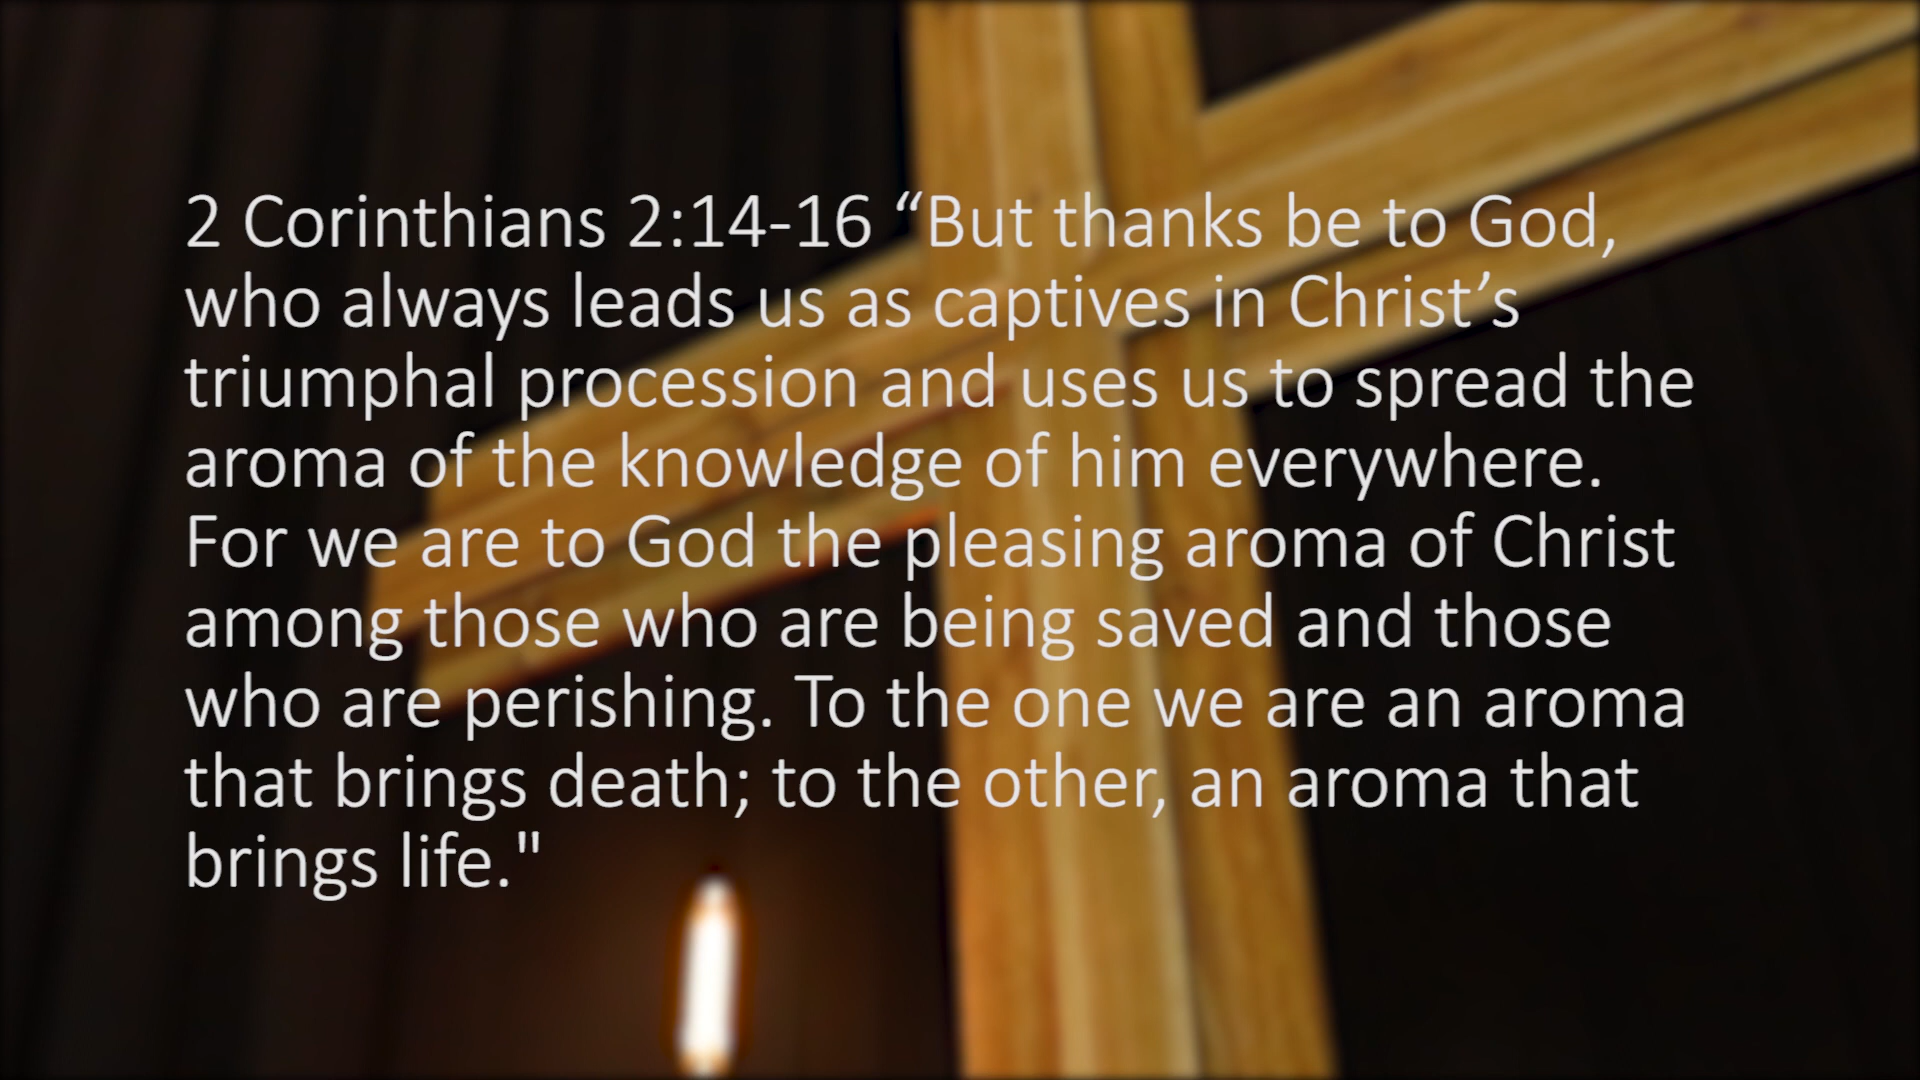 2 Corinthians 2:14-16 “But thanks be to God,
who always leads us as captives in Christ’s
triumphal procession and uses us to spread the
aroma of the knowledge of him everywhere.
For we are to God the pleasing aroma of Christ
among those who are being saved and those
who are perishing. To the one we are an aroma
that brings death; to the other, an aroma that
brings life."